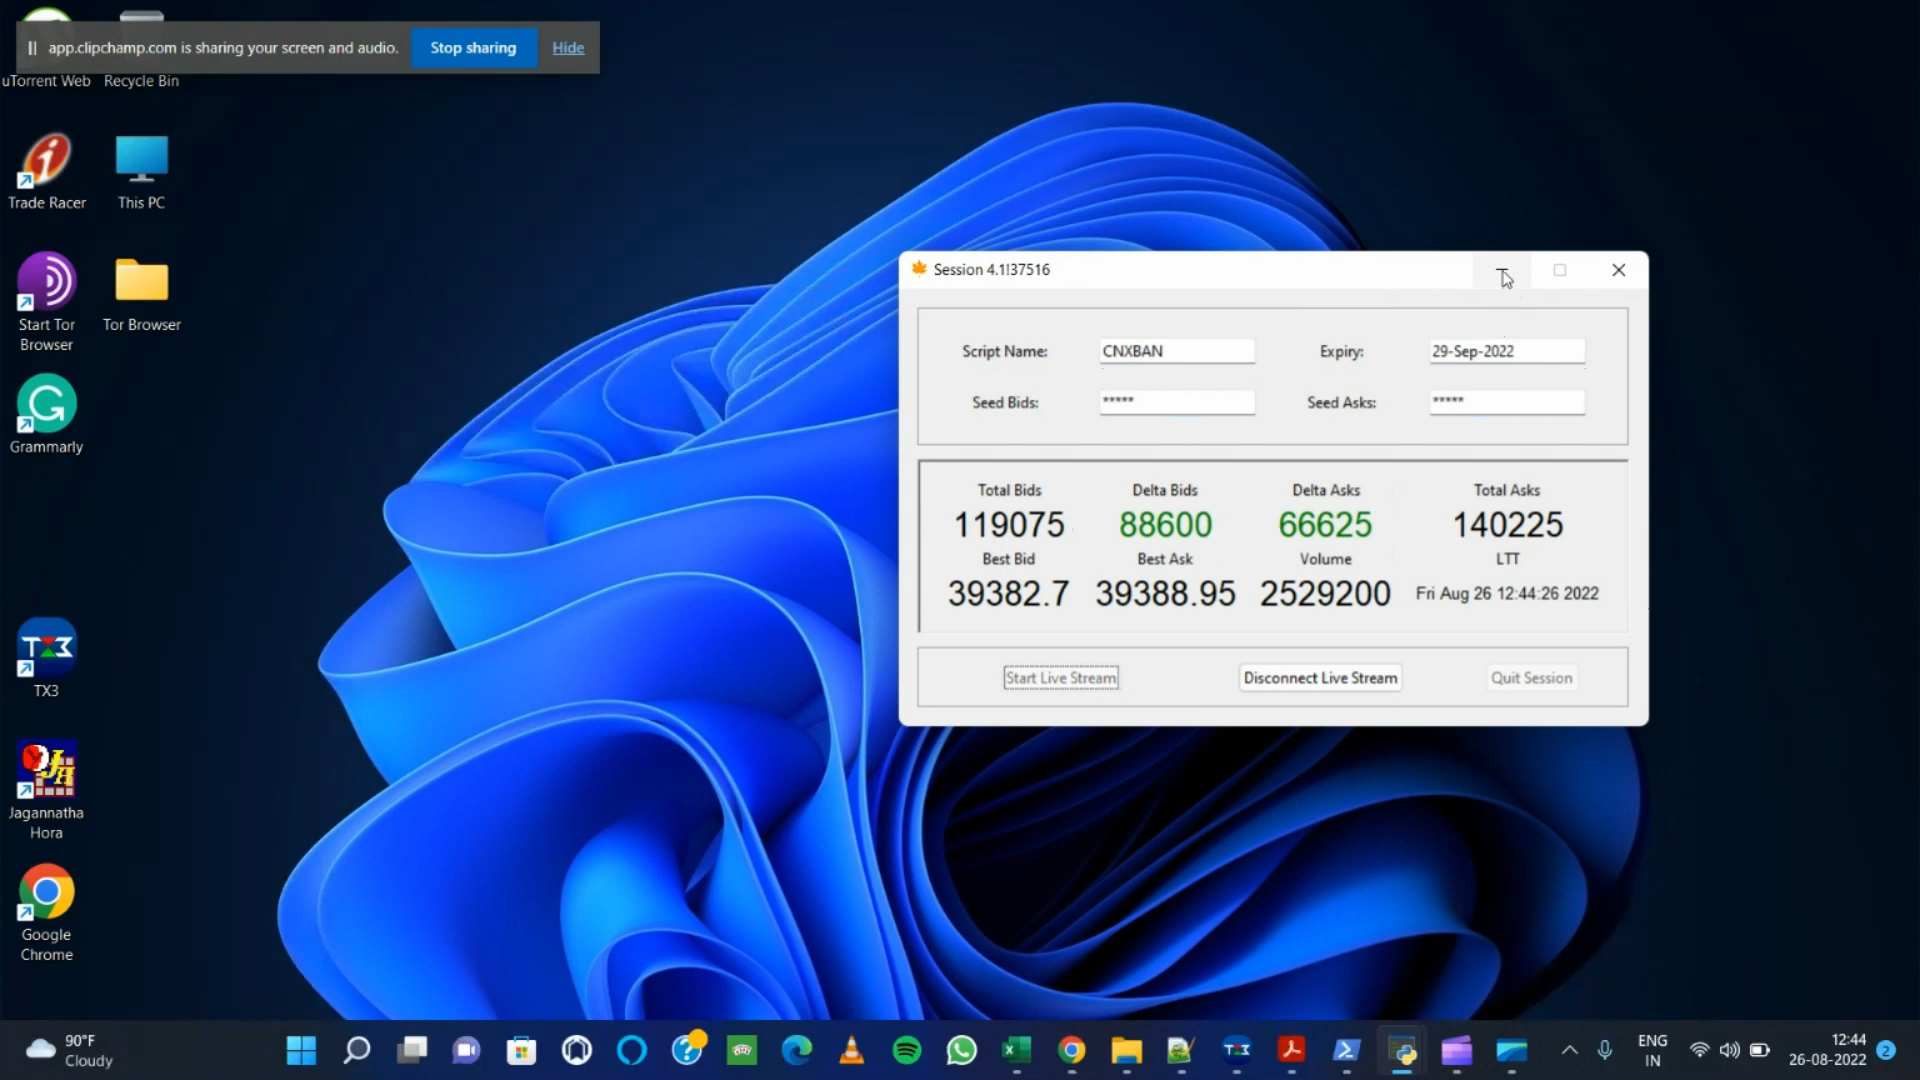 app.clipchamp.com is sharing your screen and audio. Stop sharing Hide
uTorrent Web Recycle Bin
Trade Racer This PC
Start Tor Browser Tor Browser
Grammarly
TX3
Jagannatha Hora
Google Chrome
Session 4.1!37516
Script Name: CNXBAN Expiry: 29-Sep-2022
Seed Bids: ***** Seed Asks: *****
Total Bids Delta Bids Delta Asks Total Asks
119075 88600 66625 140225
Best Bid Best Ask Volume LTT
39382.7 39388.95 2529200 Fri Aug 26 12:44:26 2022
Start Live Stream Disconnect Live Stream Quit Session
90°F
Cloudy
ENG
IN
12:44
26-08-2022
2